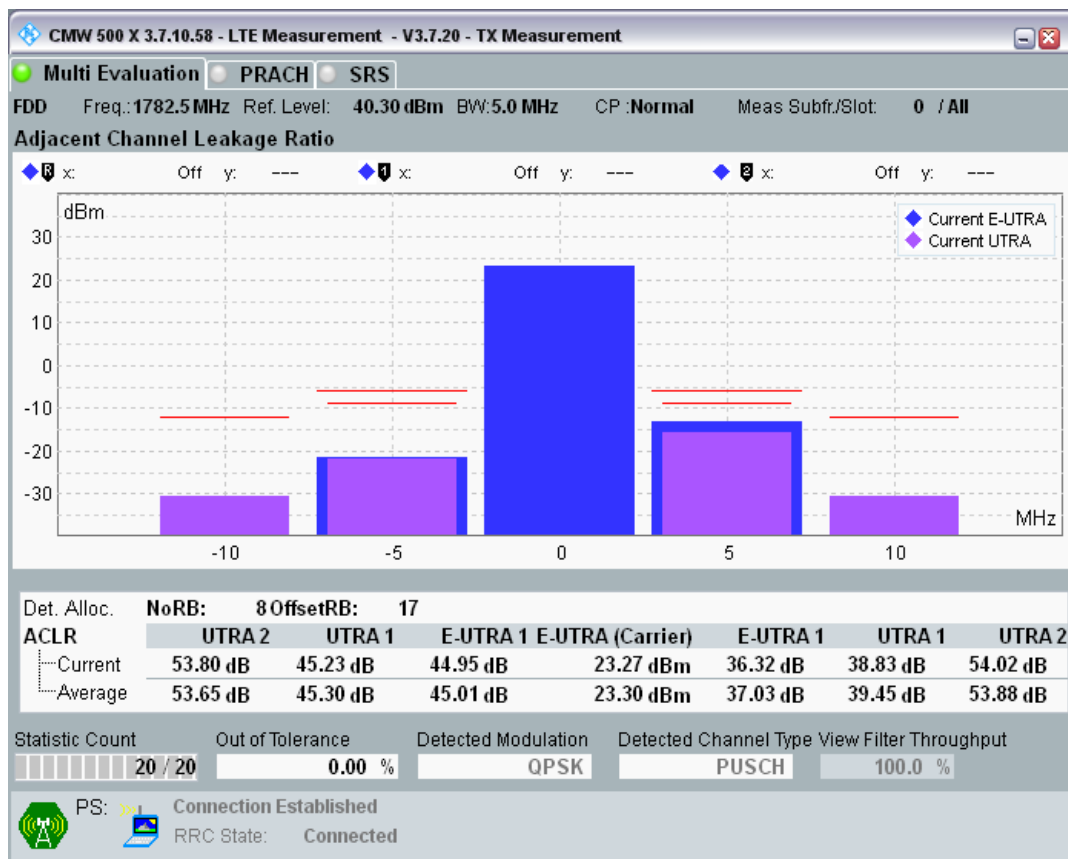 CMW 500 X 3.7.10.58 - LTE Measurement - V3.7.20 - TX Measurement
Multi Evaluation PRACH SRS
FDD Freq.:1782.5 MHz Ref. Level: 40.30 dBm BW:5.0 MHz CP :Normal Meas Subfr./Slot: 0 / All
Adjacent Channel Leakage Ratio
R x: Off y: --- 1 x: Off y: --- 2 x: Off y: ---
dBm
Current E-UTRA
Current UTRA
30
20
10
0
-10
-20
-30
MHz
-10 -5 0 5 10
Det. Alloc. NoRB: 8 OffsetRB: 17
ACLR UTRA 2 UTRA 1 E-UTRA 1 E-UTRA (Carrier) E-UTRA 1 UTRA 1 UTRA 2
Current 53.80 dB 45.23 dB 44.95 dB 23.27 dBm 36.32 dB 38.83 dB 54.02 dB
Average 53.65 dB 45.30 dB 45.01 dB 23.30 dBm 37.03 dB 39.45 dB 53.88 dB
Statistic Count Out of Tolerance Detected Modulation Detected Channel Type View Filter Throughput
20 / 20 0.00 % QPSK PUSCH 100.0 %
PS: Connection Established
RRC State: Connected